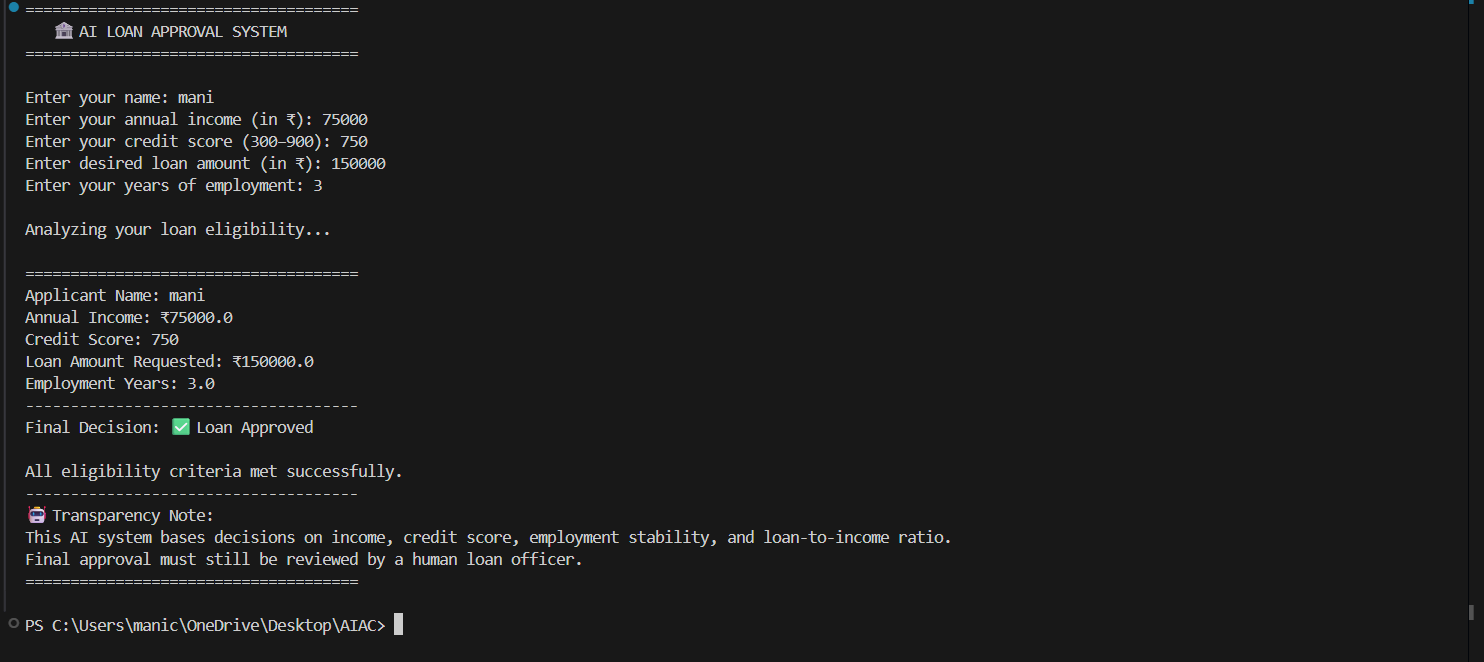 =====================================
🏦 AI LOAN APPROVAL SYSTEM
=====================================
Enter your name: mani
Enter your annual income (in ₹): 75000
Enter your credit score (300–900): 750
Enter desired loan amount (in ₹): 150000
Enter your years of employment: 3
Analyzing your loan eligibility...
=====================================
Applicant Name: mani
Annual Income: ₹75000.0
Credit Score: 750
Loan Amount Requested: ₹150000.0
Employment Years: 3.0
-------------------------------------
Final Decision: ✅ Loan Approved
All eligibility criteria met successfully.
-------------------------------------
🤖 Transparency Note:
This AI system bases decisions on income, credit score, employment stability, and loan-to-income ratio.
Final approval must still be reviewed by a human loan officer.
=====================================
PS C:\Users\manic\OneDrive\Desktop\AIAC>